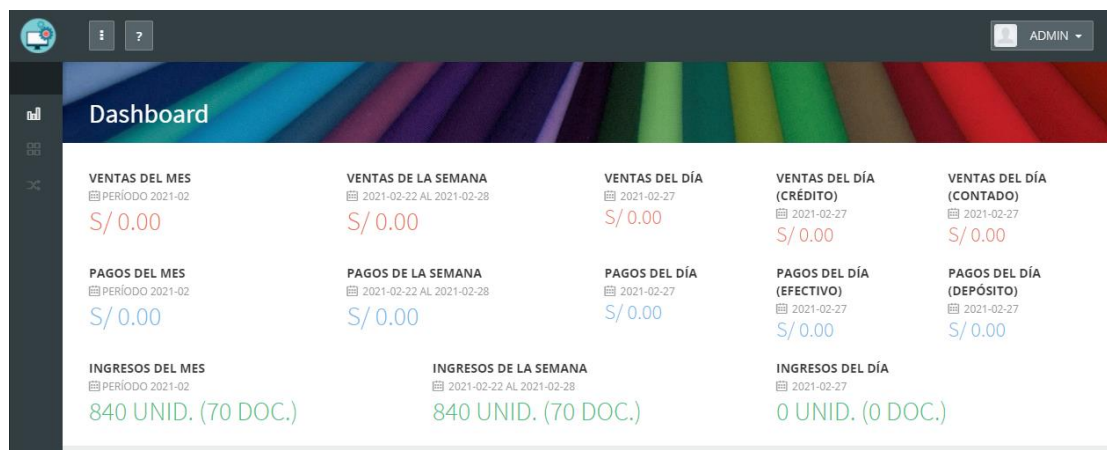 ?
ADMIN
Dashboard
VENTAS DEL MES
PERÍODO 2021-02
S/ 0.00
VENTAS DE LA SEMANA
2021-02-22 AL 2021-02-28
S/ 0.00
VENTAS DEL DÍA
2021-02-27
S/ 0.00
VENTAS DEL DÍA
(CRÉDITO)
2021-02-27
S/ 0.00
VENTAS DEL DÍA
(CONTADO)
2021-02-27
S/ 0.00
PAGOS DEL MES
PERÍODO 2021-02
S/ 0.00
PAGOS DE LA SEMANA
2021-02-22 AL 2021-02-28
S/ 0.00
PAGOS DEL DÍA
2021-02-27
S/ 0.00
PAGOS DEL DÍA
(EFECTIVO)
2021-02-27
S/ 0.00
PAGOS DEL DÍA
(DEPÓSITO)
2021-02-27
S/ 0.00
INGRESOS DEL MES
PERÍODO 2021-02
840 UNID. (70 DOC.)
INGRESOS DE LA SEMANA
2021-02-22 AL 2021-02-28
840 UNID. (70 DOC.)
INGRESOS DEL DÍA
2021-02-27
0 UNID. (0 DOC.)